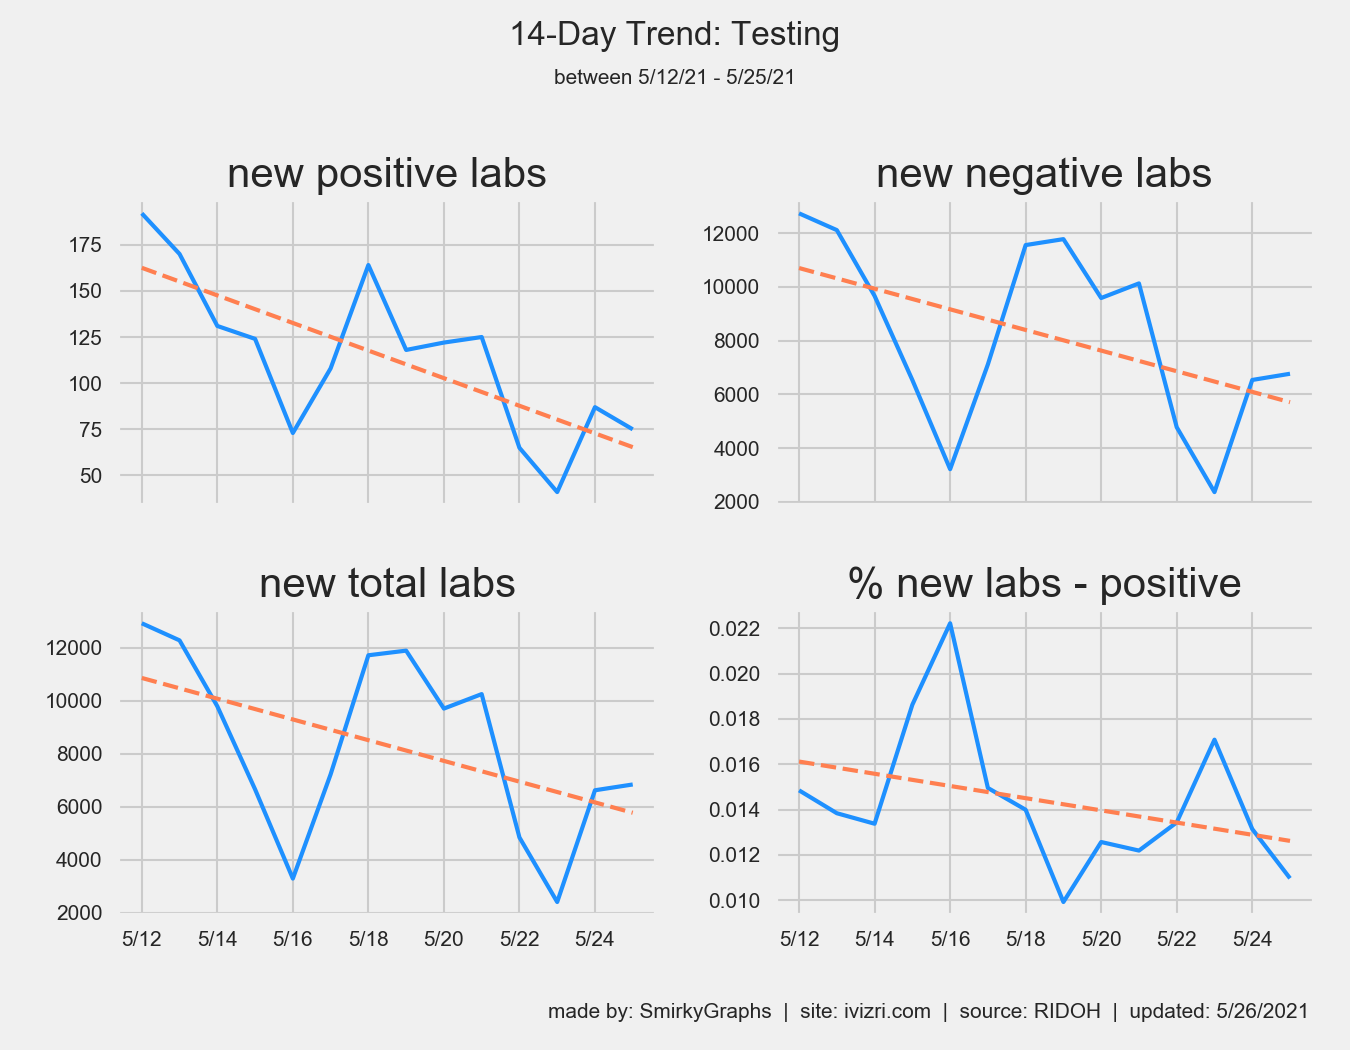 14-Day Trend: Testing
between 5/12/21 - 5/25/21
new positive labs
175
150
125
100
75
50
new negative labs
12000
10000
8000
6000
4000
2000
new total labs
12000
10000
8000
6000
4000
2000
5/12 5/14 5/16 5/18 5/20 5/22 5/24
% new labs - positive
0.022
0.020
0.018
0.016
0.014
0.012
0.010
5/12 5/14 5/16 5/18 5/20 5/22 5/24
made by: SmirkyGraphs | site: ivizri.com | source: RIDOH | updated: 5/26/2021